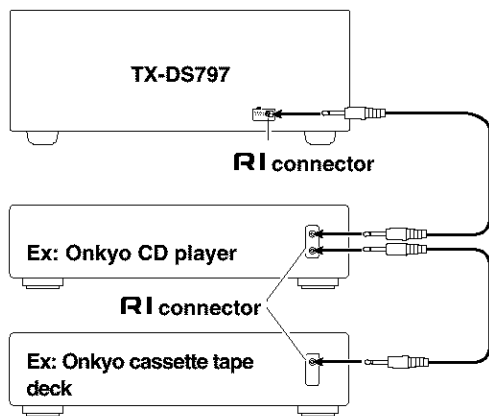 TX-DS797
RI connector
Ex: Onkyo CD player
RI connector
Ex: Onkyo cassette tape
deck